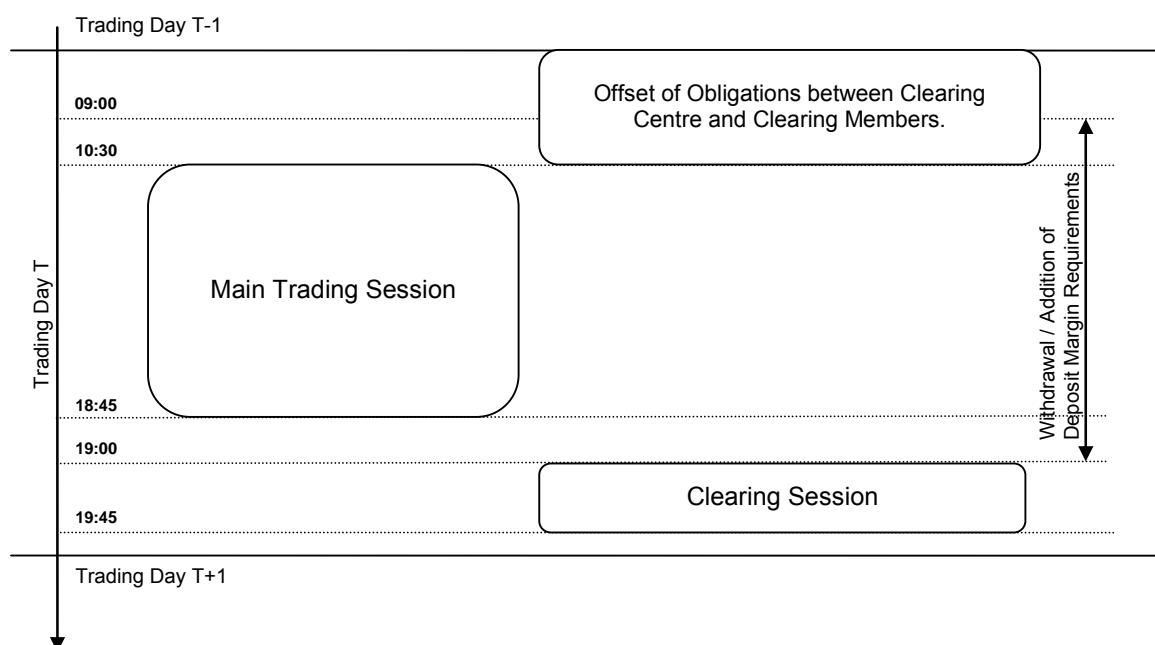 Trading Day T-1
Offset of Obligations between Clearing
Centre and Clearing Members.
09:00
10:30
Main Trading Session
Trading Day T
Withdrawal / Addition of
Deposit Margin Requirements
18:45
19:00
Clearing Session
19:45
Trading Day T+1